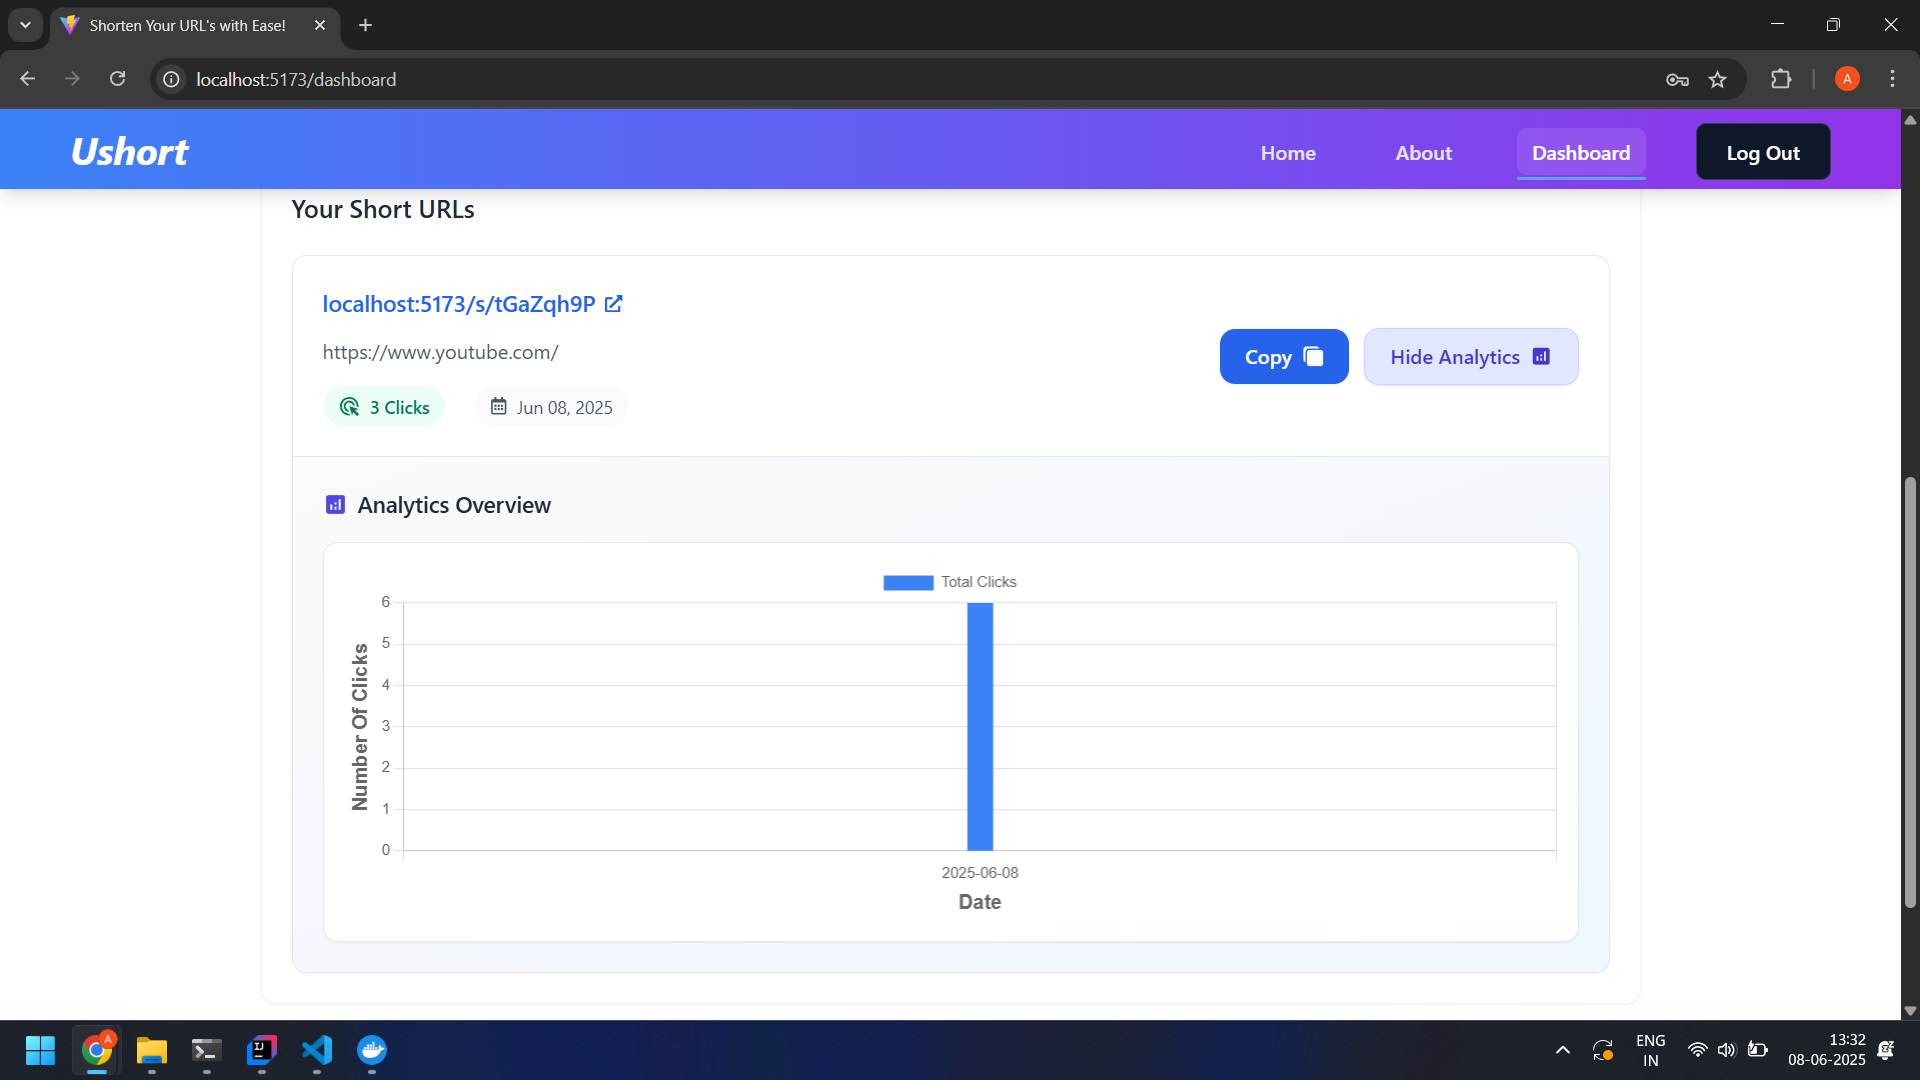 Shorten Your URL's with Ease!
localhost:5173/dashboard
A
Ushort
Home
About
Dashboard
Log Out
Your Short URLs
localhost:5173/s/tGaZqh9P
https://www.youtube.com/
3 Clicks
Jun 08, 2025
Copy
Hide Analytics
Analytics Overview
Total Clicks
Number Of Clicks
6
5
4
3
2
1
0
2025-06-08
Date
A
IJ
ENG
IN
13:32
08-06-2025